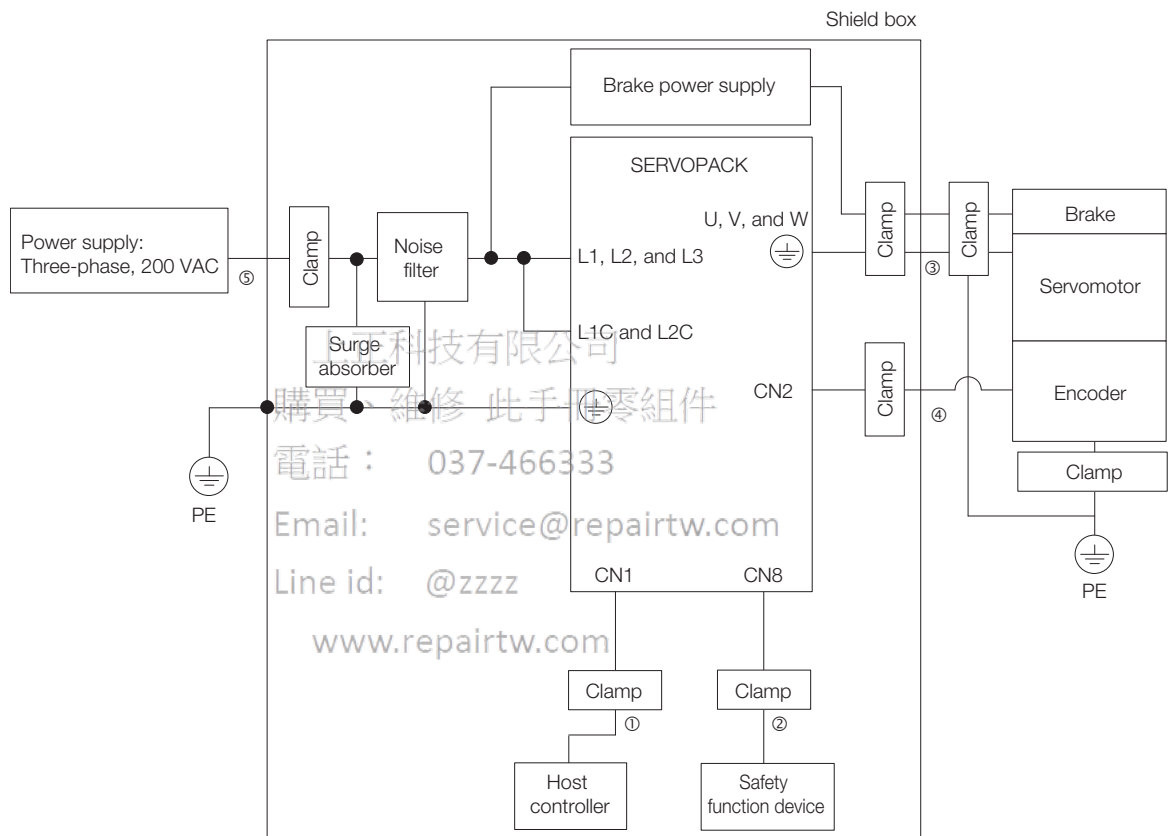 Shield box
Brake power supply
SERVOPACK
U, V, and W
Power supply:
Three-phase, 200 VAC
⑤
Clamp
Noise
filter
L1, L2, and L3
L1C and L2C
Surge
absorber
Clamp
③
Clamp
Brake
Servomotor
Encoder
CN2
Clamp
④
Clamp
PE
PE
上正科技有限公司
購買、維修 此手冊零組件
電話: 037-466333
Email: service@repairtw.com
Line id: @zzzz
www.repairtw.com
CN1
CN8
Clamp
Clamp
①
②
Host
controller
Safety
function device